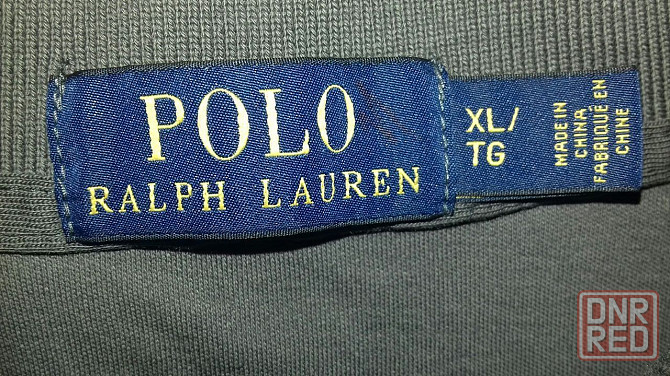 POLO
RALPH LAUREN
XL/
TG
MADE IN
CHINA
FABRIQUÉ EN
CHINE
DNR
RED